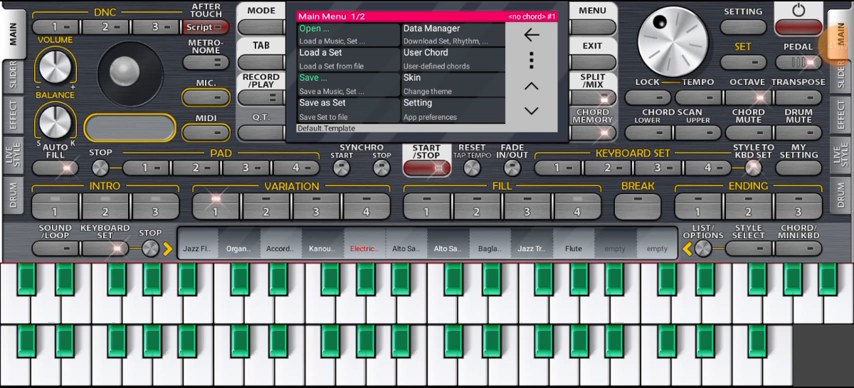 DNC
AFTER TOUCH
1 2 3 Script
MODE
Main Menu 1/2 <no chord> #1
MENU
SETTING
MAIN
VOLUME
METRO-NOME
TAB
Open ...
Download Set, Rhythm, ...
Data Manager
Save a Music, Set ...
Load a Music, Set ...
Load a Set
User Chord
Load a Set from file
User-defined chords
Save ...
Skin
Change theme
Save as Set
Setting
Save Set to file
App preferences
Default.Template
EXIT
SET
PEDAL
MAIN
SLIDER
BALANCE
S K
MIC.
RECORD /PLAY
SPLIT /MIX
LOCK TEMPO OCTAVE TRANSPOSE
SLIDER
EFFECT
MIDI
Q.T.
CHORD MEMORY
CHORD SCAN
LOWER UPPER
CHORD MUTE
DRUM MUTE
EFFECT
LIVE STYLE
AUTO FILL
STOP
PAD
1 2 3 4
SYNCHRO
START STOP
START /STOP
RESET
TAP TEMPO
FADE IN/OUT
KEYBOARD SET
1 2 3 4
STYLE TO KBD SET
MY SETTING
LIVE STYLE
DRUM
INTRO
1 2 3
VARIATION
1 2 3 4
FILL
1 2 3 4
BREAK
ENDING
1 2 3
DRUM
SOUND /LOOP
KEYBOARD SET
STOP
Jazz Fl. Organ.. Accord.. Kanou.. Electric.. Alto Sa.. Alto Sa.. Bagla.. Jazz Tr.. Flute empty empty
LIST/ OPTIONS
STYLE SELECT
CHORD/ MINI KBD